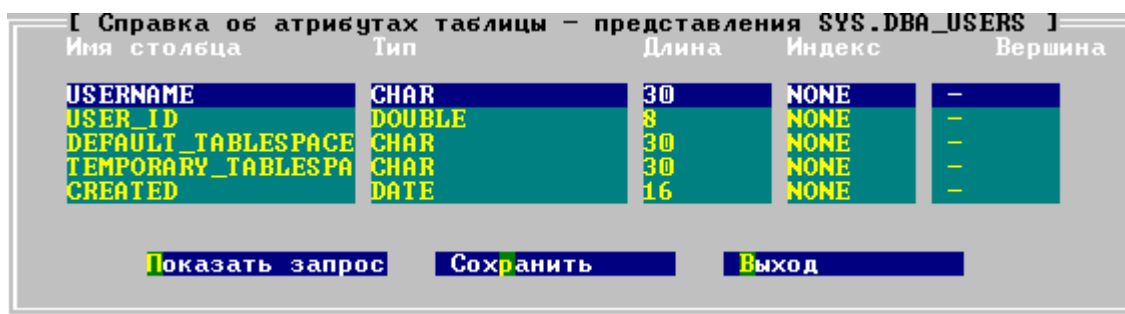 [ Справка об атрибутах таблицы - представления SYS.DBA_USERS ]
Имя столбца Тип Длина Индекс Вершина
USERNAME CHAR 30 NONE -
USER_ID DOUBLE 8 NONE -
DEFAULT_TABLESPACE CHAR 30 NONE -
TEMPORARY_TABLESPA CHAR 30 NONE -
CREATED DATE 16 NONE -
Показать запрос Сохранить Выход